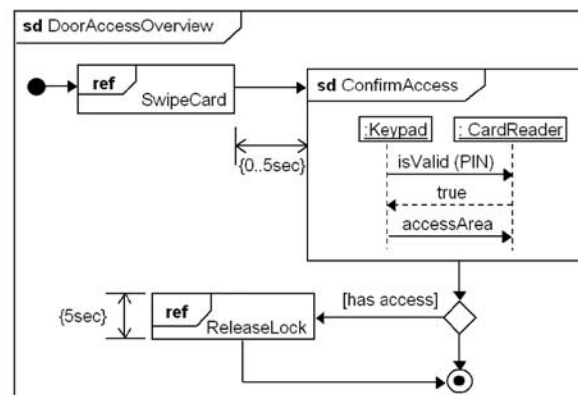 sd DoorAccessOverview
ref
SwipeCard
sd ConfirmAccess
:Keypad
: CardReader
isValid (PIN)
true
accessArea
{0..5sec}
[has access]
{5sec}
ref
ReleaseLock